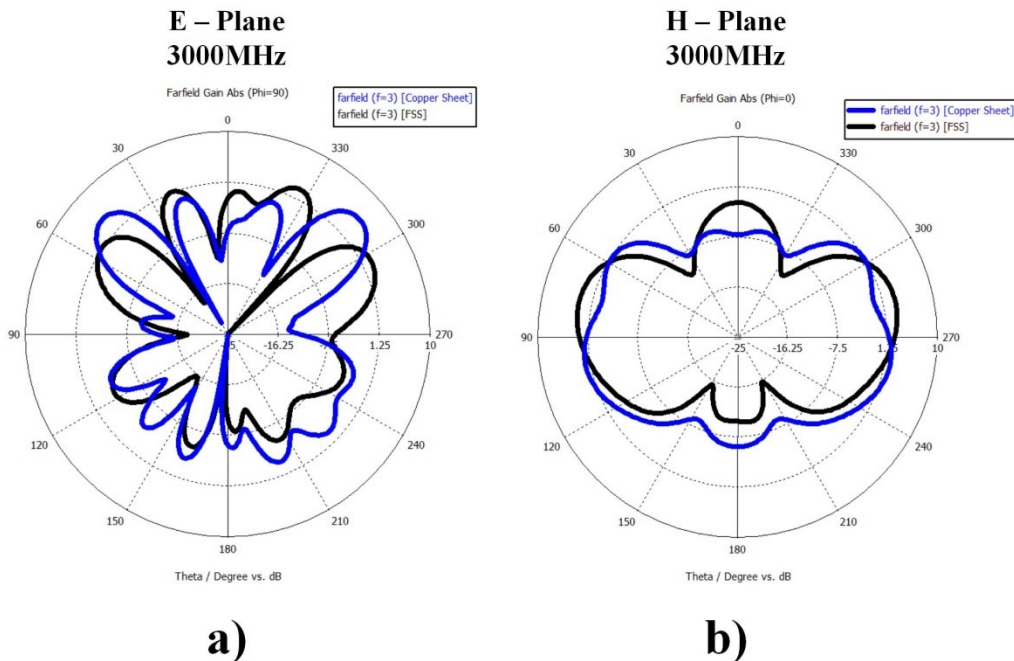 E – Plane
3000MHz
Farfield Gain Abs (Phi=90)
farfield (f=3) [Copper Sheet]
farfield (f=3) [FSS]
0
30
330
60
300
90
-16.25
-7.5
1.25
10
270
120
240
150
210
180
Theta / Degree vs. dB
a)
H – Plane
3000MHz
Farfield Gain Abs (Phi=0)
farfield (f=3) [Copper Sheet]
farfield (f=3) [FSS]
0
30
330
60
300
90
-25
-16.25
-7.5
10
270
120
240
150
210
180
Theta / Degree vs. dB
b)